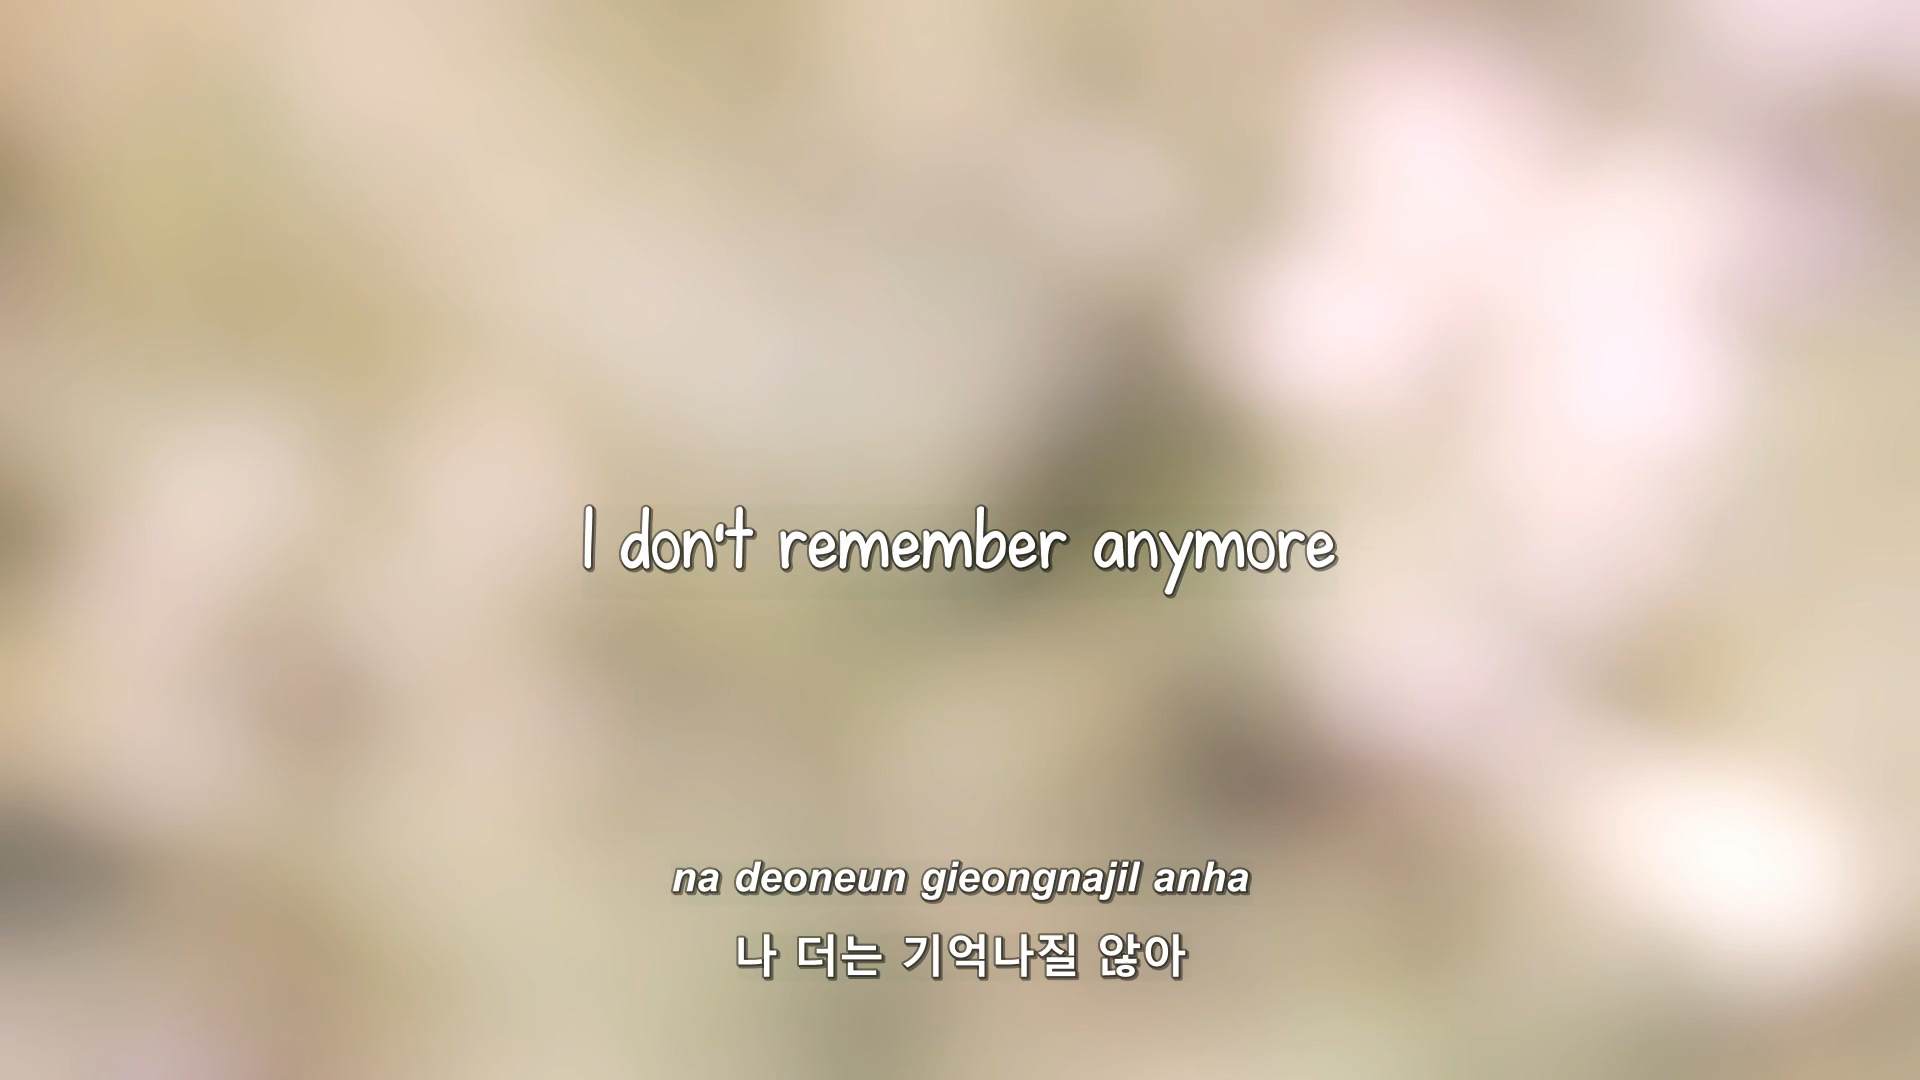 I don't remember anymore
na deoneun gieongnajil anha
나 더는 기억나질 않아